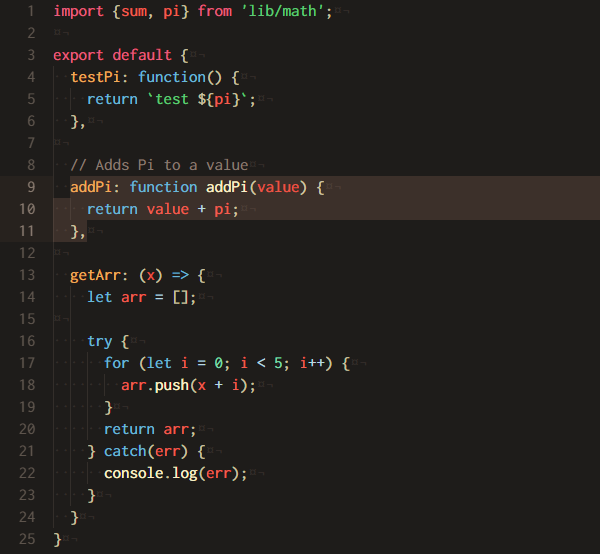 1 import {sum, pi} from 'lib/math';
2
3 export default {
4   testPi: function() {
5     return `test ${pi}`;
6   },
7
8   // Adds Pi to a value
9   addPi: function addPi(value) {
10     return value + pi;
11   },
12
13   getArr: (x) => {
14     let arr = [];
15
16     try {
17       for (let i = 0; i < 5; i++) {
18         arr.push(x + i);
19       }
20       return arr;
21     } catch(err) {
22       console.log(err);
23     }
24   }
25 }